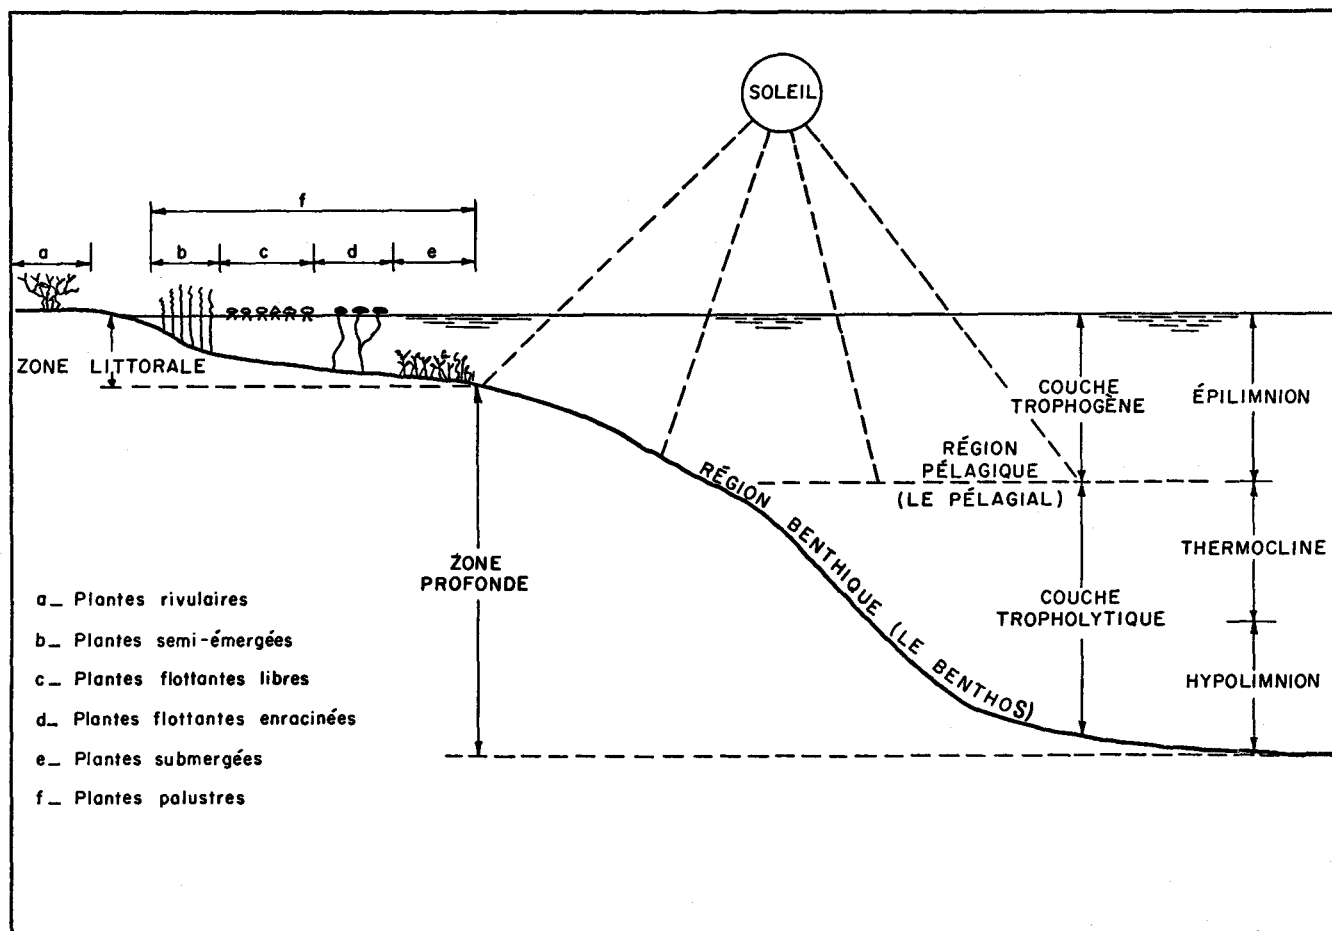 SOLEIL
f
a
b
c
d
e
ZONE LITTORALE
COUCHE
TROPHOGÈNE
ÉPILIMNION
RÉGION
PÉLAGIQUE
(LE PÉLAGIAL)
RÉGION BENTHIQUE (LE BENTHOS)
THERMOCLINE
ZONE
PROFONDE
COUCHE
TROPHOLYTIQUE
HYPOLIMNION
a_ Plantes rivulaires
b_ Plantes semi-émergées
c_ Plantes flottantes libres
d_ Plantes flottantes enracinées
e_ Plantes submergées
f_ Plantes palustres